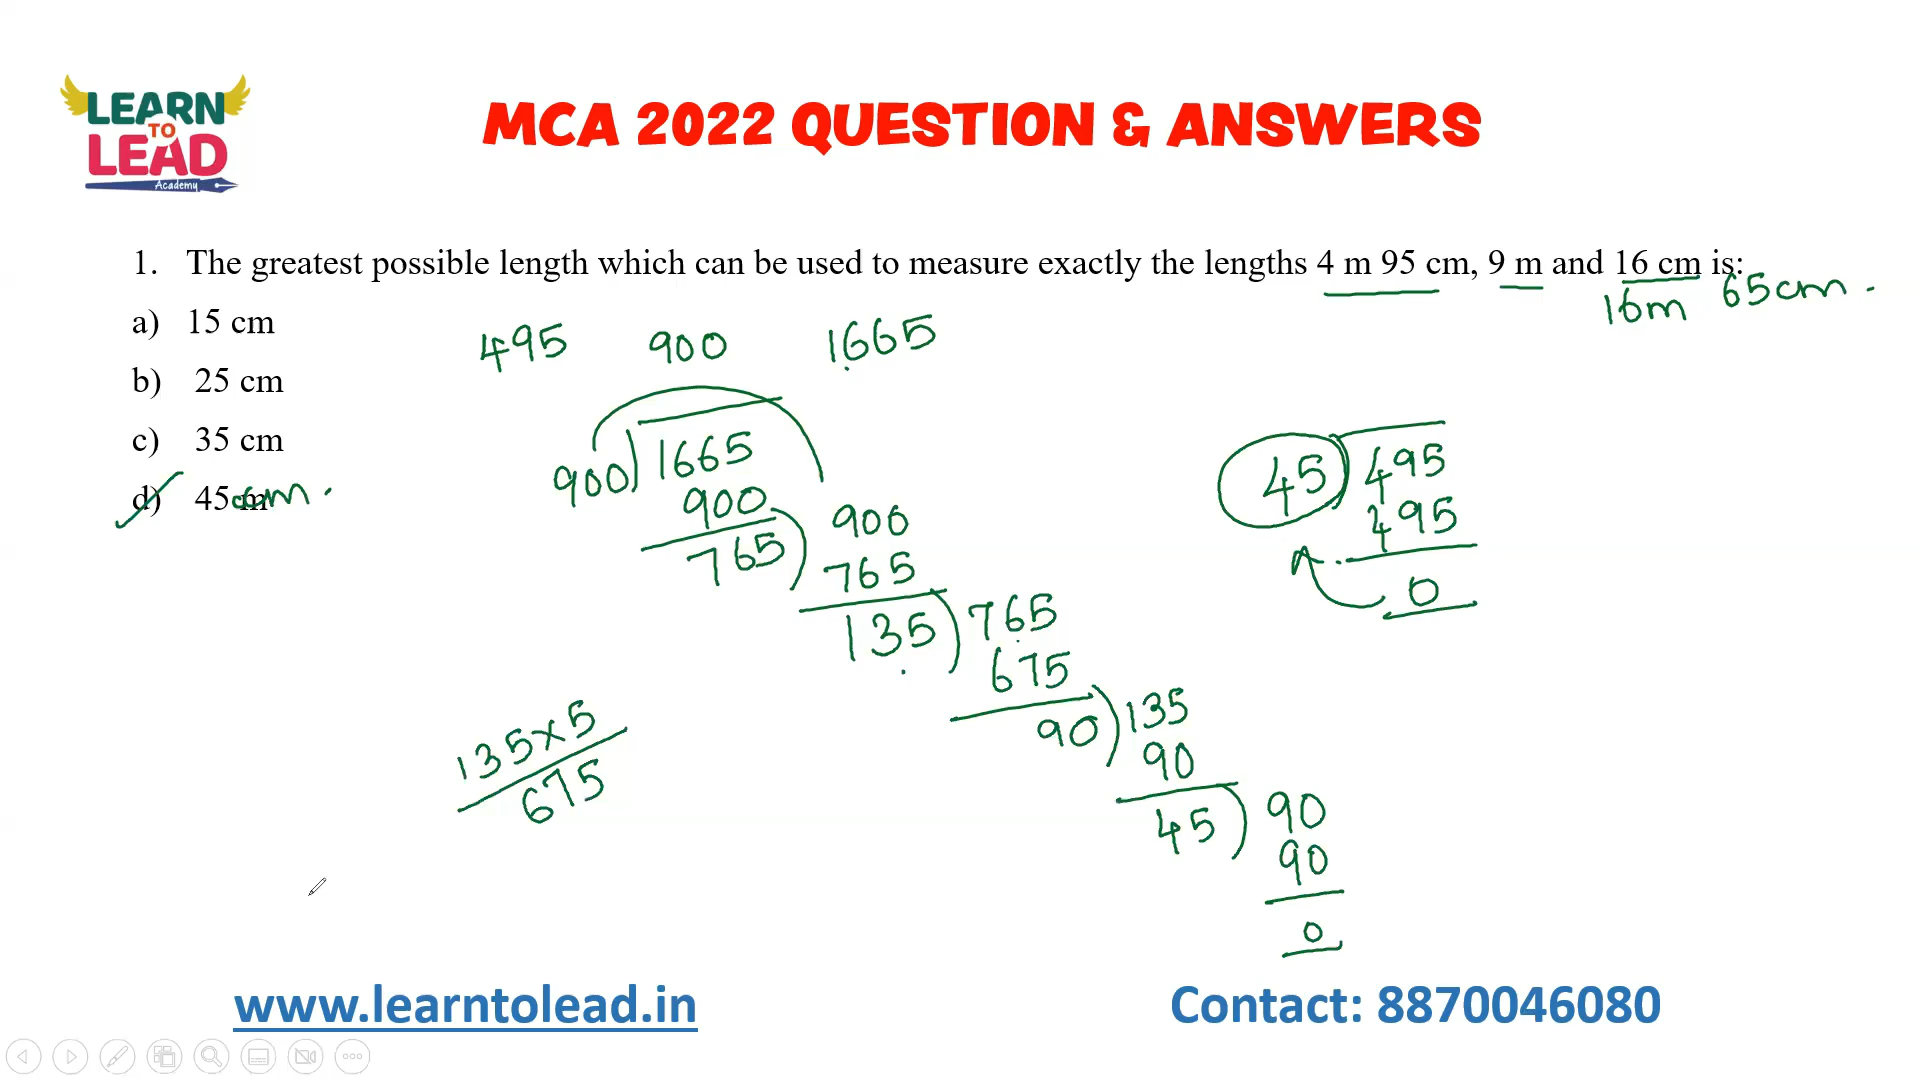 LEARN
TO
LEAD
Academy
MCA 2022 QUESTION & ANSWERS
1. The greatest possible length which can be used to measure exactly the lengths 4 m 95 cm, 9 m and 16 cm is:
16m 65cm.
a) 15 cm
495 900 1665
b) 25 cm
c) 35 cm
d) 45 m
cm.
900) 1665
900
765) 900
765
135) 765
675
90) 135
90
45) 90
90
0
45) 495
495
0
135×5
675
www.learntolead.in
Contact: 8870046080